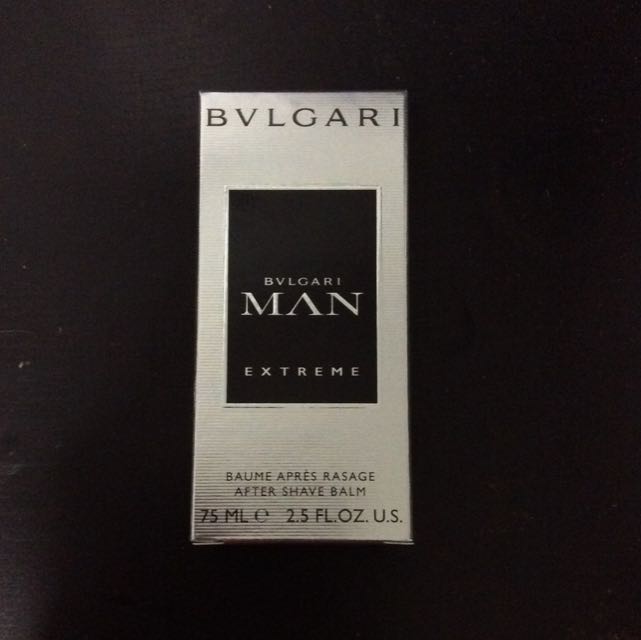 BVLGARI
BVLGARI
MAN
EXTREME
BAUME APRÈS RASAGE
AFTER SHAVE BALM
75 ML ℮ 2.5 FL.OZ. U.S.